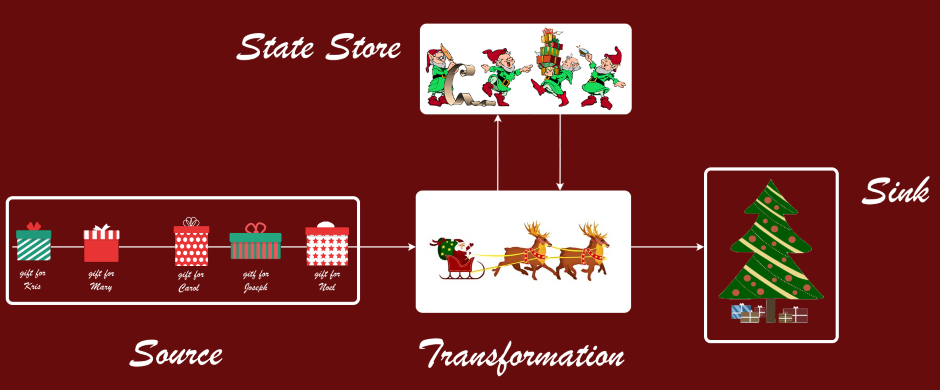 State Store
Sink
gift for
Kris
gift for
Mary
gift for
Carol
gitf for
Joseph
gift for
Noel
Source
Transformation